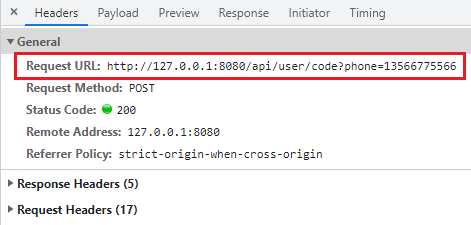 × Headers Payload Preview Response Initiator Timing
▼ General
Request URL: http://127.0.0.1:8080/api/user/code?phone=13566775566
Request Method: POST
Status Code: 200
Remote Address: 127.0.0.1:8080
Referrer Policy: strict-origin-when-cross-origin
▶ Response Headers (5)
▶ Request Headers (17)